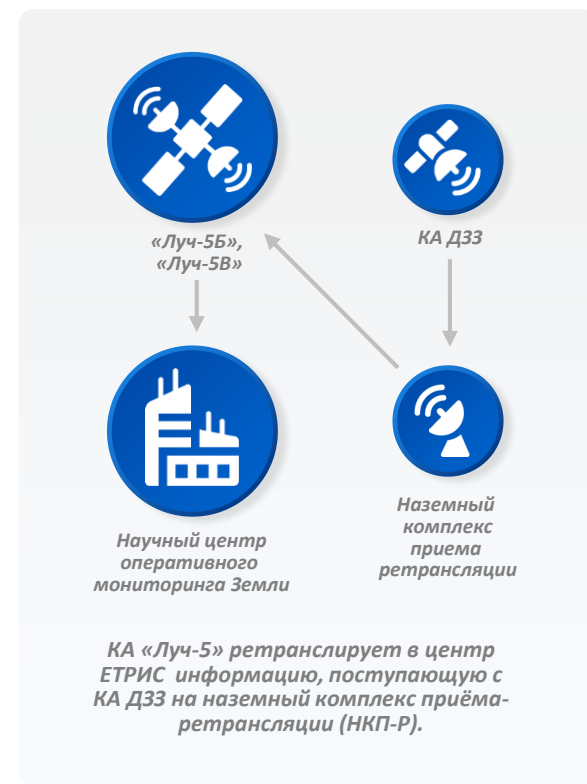 «Луч-5Б»,
«Луч-5В»
КА ДЗЗ
Научный центр
оперативного
мониторинга Земли
Наземный
комплекс
приема
ретрансляции
КА «Луч-5» ретранслирует в центр
ЕТРИС информацию, поступающую с
КА ДЗЗ на наземный комплекс приёма-
ретрансляции (НКП-Р).